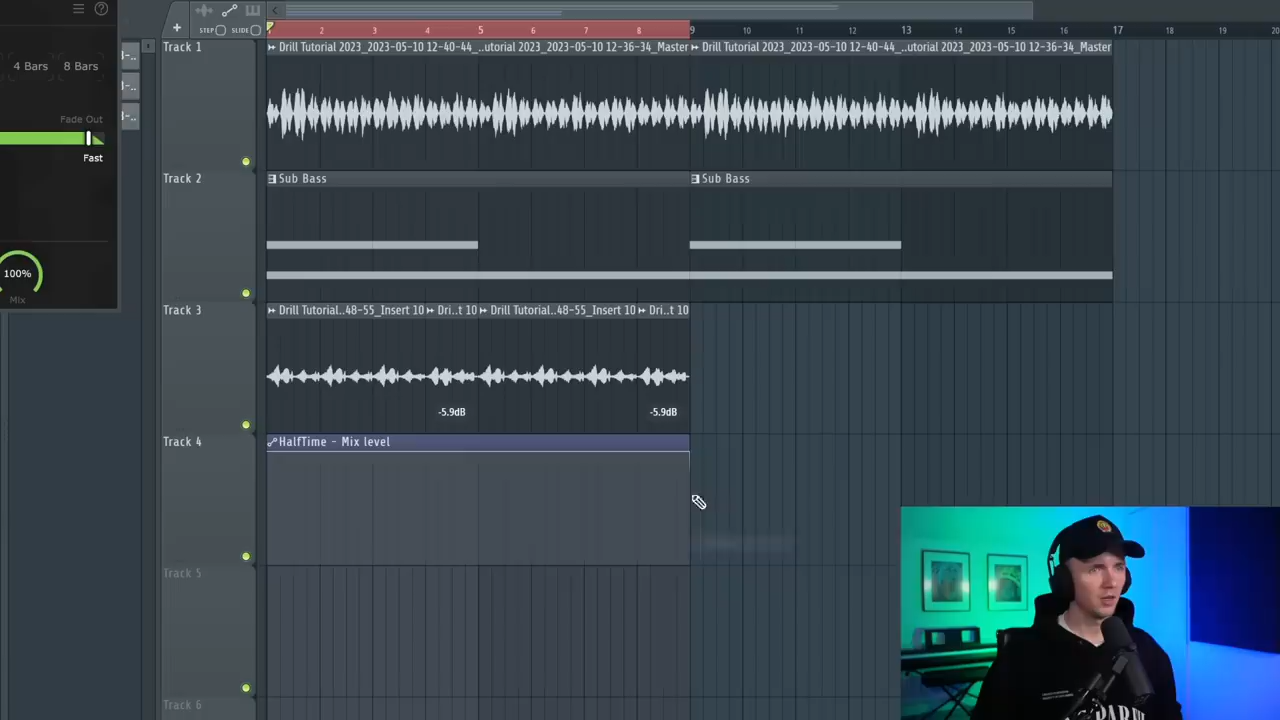 4 Bars 8 Bars
Fade Out
Fast
100%
Mix
STEP SLIDE
2 3 4 5 6 7 8 9 10 11 12 13 14 15 16 17 18 19 20
Track 1
Drill Tutorial 2023_2023-05-10 12-40-44_..utorial 2023_2023-05-10 12-36-34_Master
Drill Tutorial 2023_2023-05-10 12-40-44_..utorial 2023_2023-05-10 12-36-34_Master
Track 2
Sub Bass
Sub Bass
Track 3
Drill Tutorial..48-55_Insert 10
Dri..t 10
Drill Tutorial..48-55_Insert 10
Dri..t 10
-5.9dB
-5.9dB
Track 4
HalfTime - Mix level
Track 5
Track 6